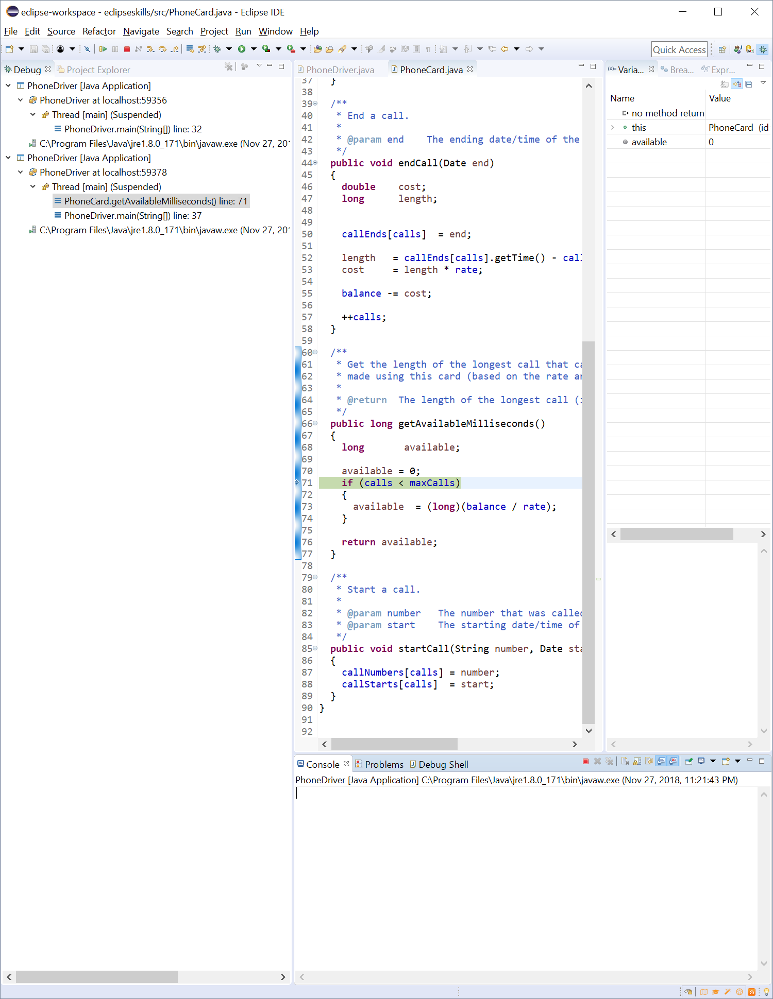 eclipse-workspace - eclipseskills/src/PhoneCard.java - Eclipse IDE
File Edit Source Refactor Navigate Search Project Run Window Help
Quick Access
Debug Project Explorer
PhoneDriver [Java Application]
PhoneDriver at localhost:59356
Thread [main] (Suspended)
PhoneDriver.main(String[]) line: 32
C:\Program Files\Java\jre1.8.0_171\bin\javaw.exe (Nov 27, 201
PhoneDriver [Java Application]
PhoneDriver at localhost:59378
Thread [main] (Suspended)
PhoneCard.getAvailableMilliseconds() line: 71
PhoneDriver.main(String[]) line: 37
C:\Program Files\Java\jre1.8.0_171\bin\javaw.exe (Nov 27, 201
PhoneDriver.java PhoneCard.java
37 }
38
39 /**
40 * End a call.
41 *
42 * @param end The ending date/time of the
43 */
44 public void endCall(Date end)
45 {
46 double cost;
47 long length;
48
49
50 callEnds[calls] = end;
51
52 length = callEnds[calls].getTime() - call
53 cost = length * rate;
54
55 balance -= cost;
56
57 ++calls;
58 }
59
60 /**
61 * Get the length of the longest call that ca
62 * made using this card (based on the rate an
63 *
64 * @return The length of the longest call (i
65 */
66 public long getAvailableMilliseconds()
67 {
68 long available;
69
70 available = 0;
71 if (calls < maxCalls)
72 {
73 available = (long)(balance / rate);
74 }
75
76 return available;
77 }
78
79 /**
80 * Start a call.
81 *
82 * @param number The number that was called
83 * @param start The starting date/time of
84 */
85 public void startCall(String number, Date sta
86 {
87 callNumbers[calls] = number;
88 callStarts[calls] = start;
89 }
90 }
91
92
(x)= Varia... Brea... Expr...
Name Value
no method return
this PhoneCard (id=
available 0
Console Problems Debug Shell
PhoneDriver [Java Application] C:\Program Files\Java\jre1.8.0_171\bin\javaw.exe (Nov 27, 2018, 11:21:43 PM)